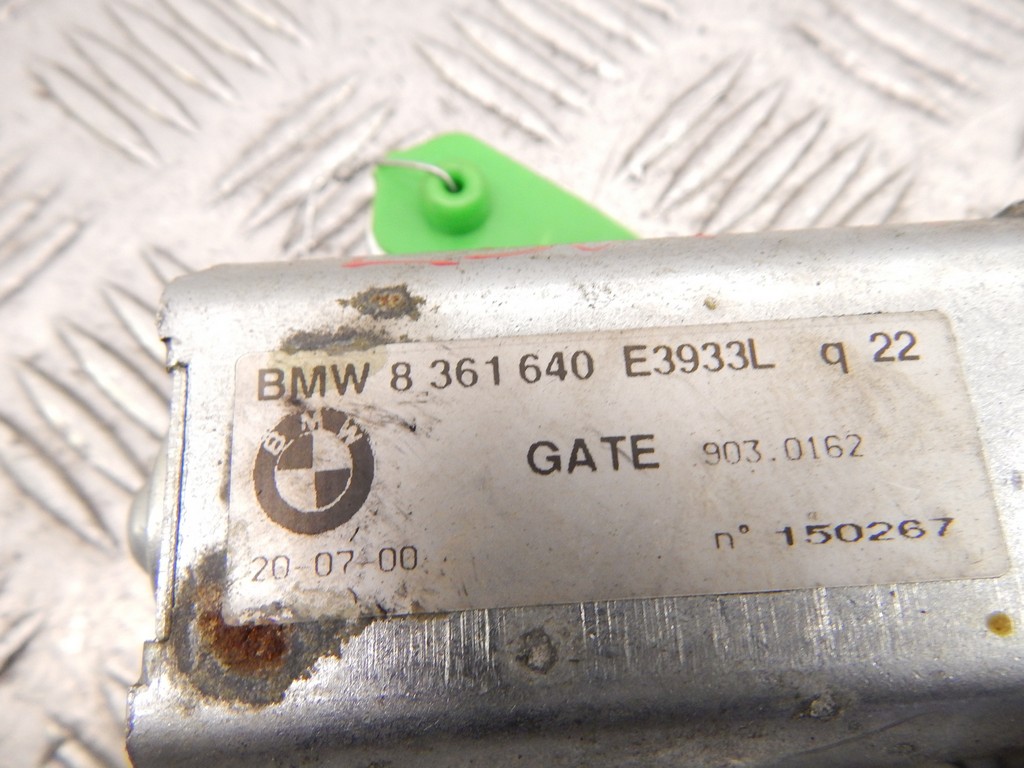 BMW 8 361 640 E3933L q 22
BMW
GATE 903.0162
n° 150267
20-07-00